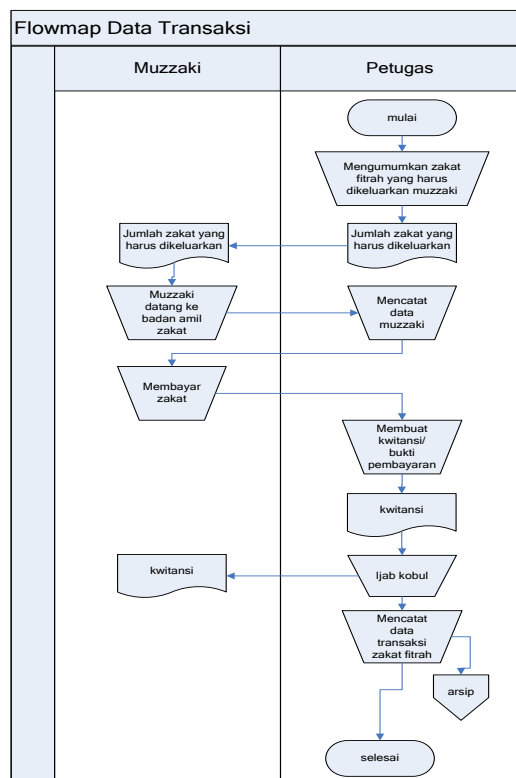 Flowmap Data Transaksi
Muzzaki
Petugas
mulai
Mengumumkan zakat
fitrah yang harus
dikeluarkan muzzaki
Jumlah zakat yang
harus dikeluarkan
Jumlah zakat yang
harus dikeluarkan
Muzzaki
datang ke
badan amil
zakat
Mencatat
data
muzzaki
Membayar
zakat
Membuat
kwitansi/
bukti
pembayaran
kwitansi
kwitansi
Ijab kobul
Mencatat
data
transaksi
zakat fitrah
arsip
selesai